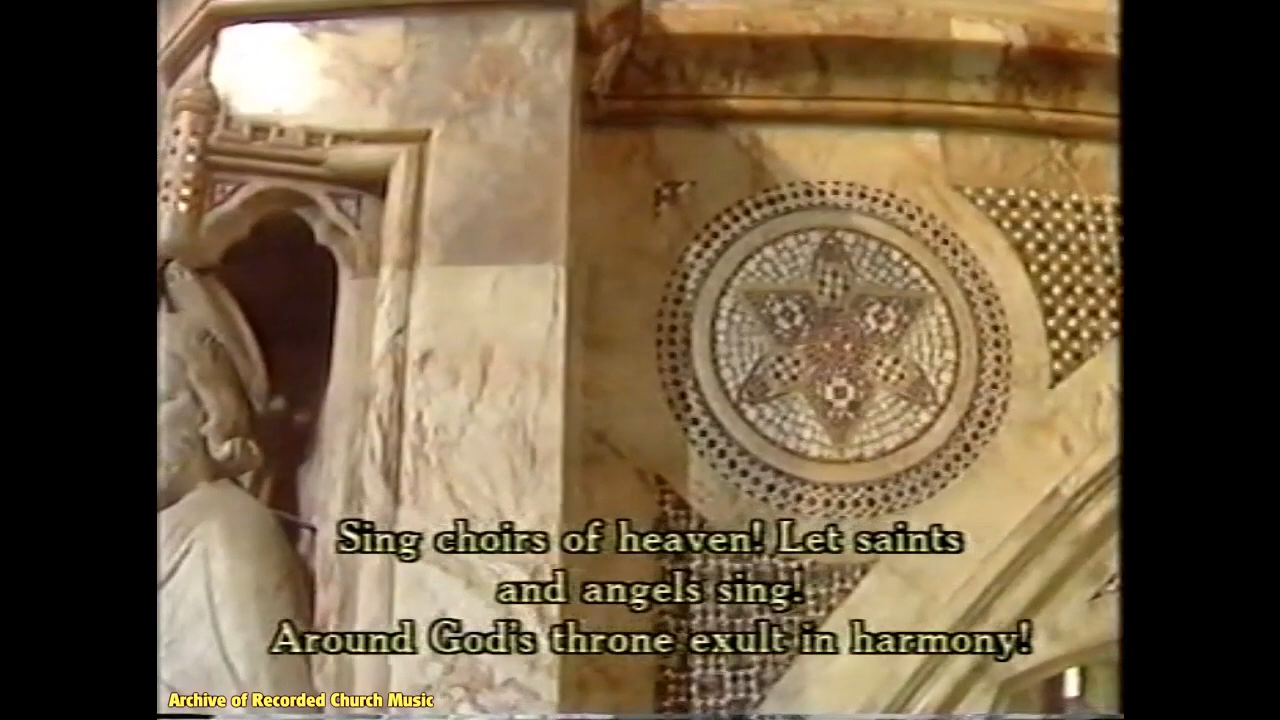 Sing choirs of heaven! Let saints
and angels sing!
Around God's throne exult in harmony!
Archive of Recorded Church Music